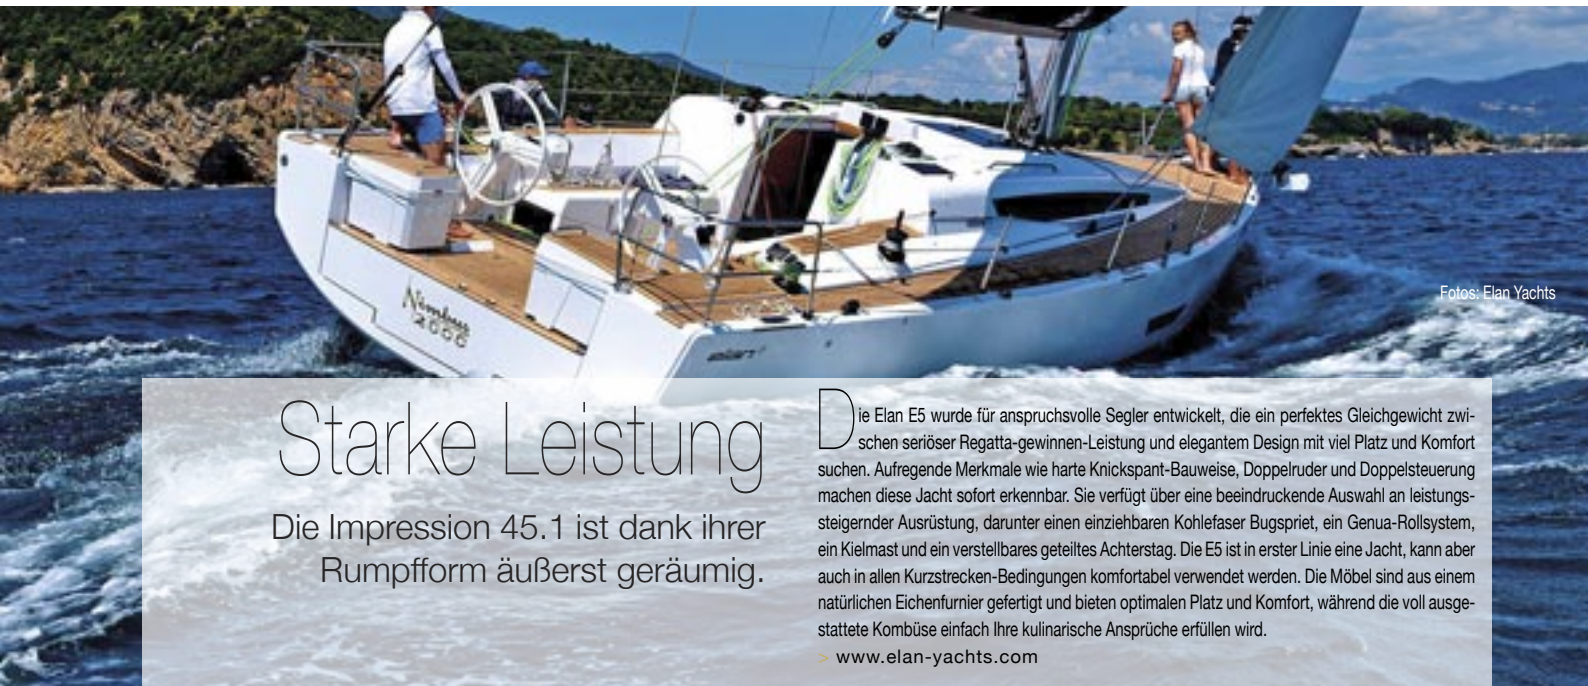 Nimbus
2000
elan
Fotos: Elan Yachts
Starke Leistung
Die Impression 45.1 ist dank ihrer
Rumpfform äußerst geräumig.
Die Elan E5 wurde für anspruchsvolle Segler entwickelt, die ein perfektes Gleichgewicht zwi-
schen seriöser Regatta-gewinnen-Leistung und elegantem Design mit viel Platz und Komfort
suchen. Aufregende Merkmale wie harte Knickspant-Bauweise, Doppelruder und Doppelsteuerung
machen diese Jacht sofort erkennbar. Sie verfügt über eine beeindruckende Auswahl an leistungs-
steigernder Ausrüstung, darunter einen einziehbaren Kohlefaser Bugspriet, ein Genua-Rollsystem,
ein Kielmast und ein verstellbares geteiltes Achterstag. Die E5 ist in erster Linie eine Jacht, kann aber
auch in allen Kurzstrecken-Bedingungen komfortabel verwendet werden. Die Möbel sind aus einem
natürlichen Eichenfurnier gefertigt und bieten optimalen Platz und Komfort, während die voll ausge-
stattete Kombüse einfach Ihre kulinarische Ansprüche erfüllen wird.
> www.elan-yachts.com